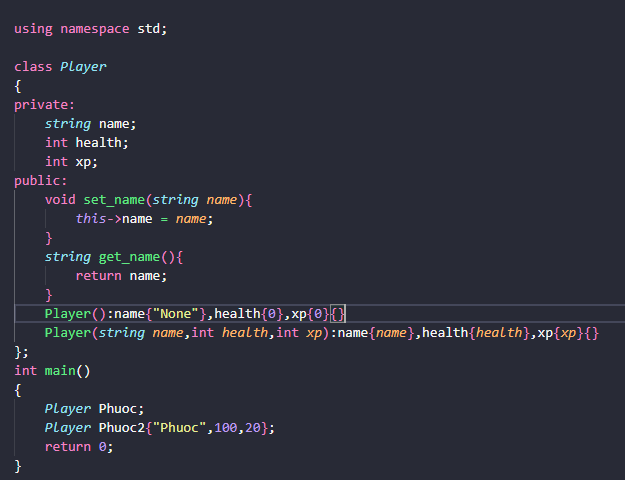 using namespace std;
class Player
{
private:
    string name;
    int health;
    int xp;
public:
    void set_name(string name){
        this->name = name;
    }
    string get_name(){
        return name;
    }
    Player():name{"None"},health{0},xp{0}{}
    Player(string name,int health,int xp):name{name},health{health},xp{xp}{}
};
int main()
{
    Player Phuoc;
    Player Phuoc2{"Phuoc",100,20};
    return 0;
}